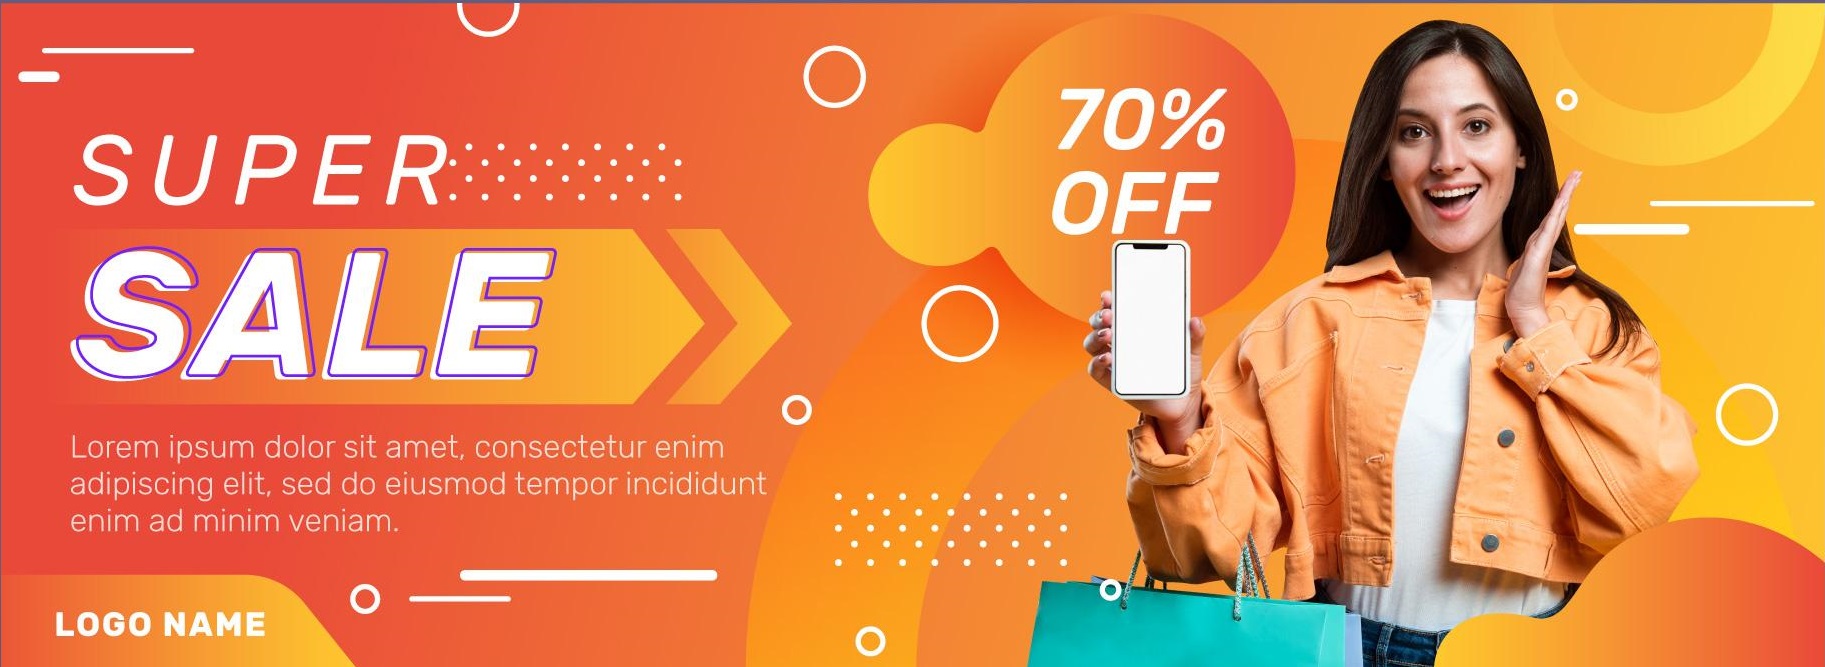 SUPER
SALE
Lorem ipsum dolor sit amet, consectetur enim
adipiscing elit, sed do eiusmod tempor incididunt
enim ad minim veniam.
LOGO NAME
70%
OFF